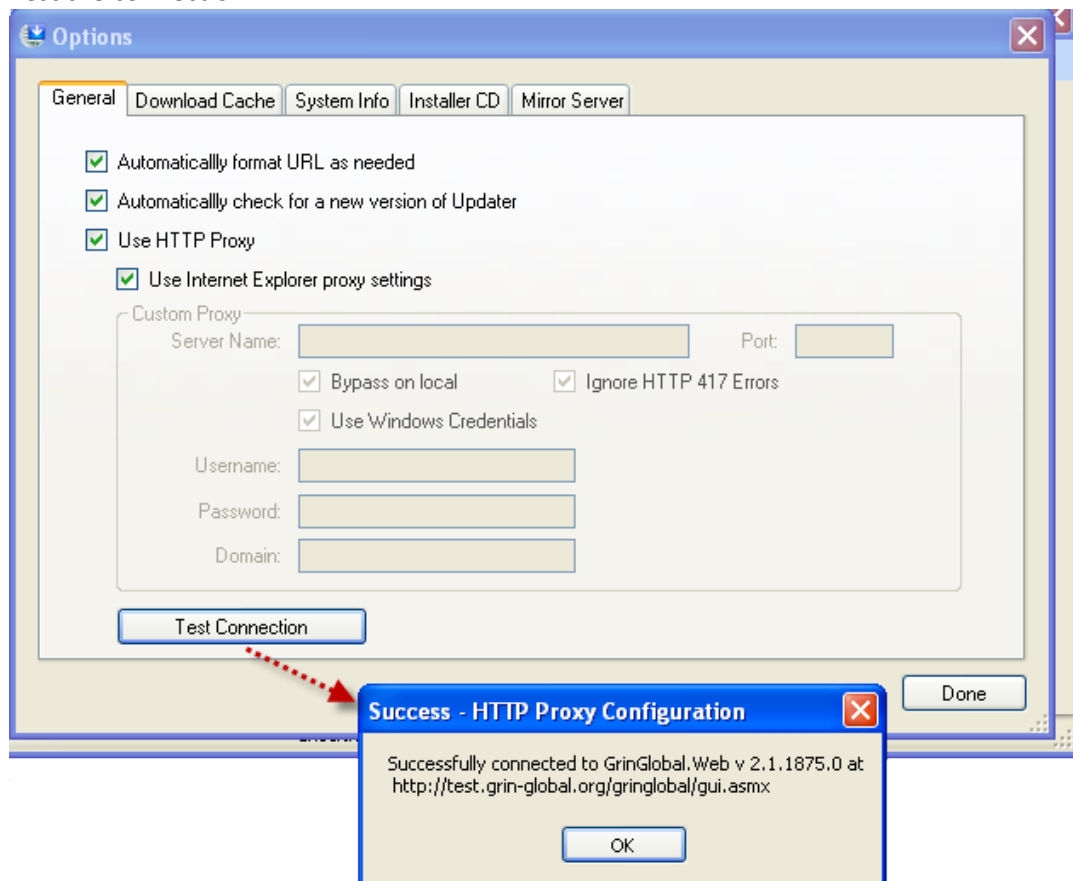 Options
General Download Cache System Info Installer CD Mirror Server
Automaticallly format URL as needed
Automaticallly check for a new version of Updater
Use HTTP Proxy
Use Internet Explorer proxy settings
Custom Proxy
Server Name: Port:
Bypass on local Ignore HTTP 417 Errors
Use Windows Credentials
Username:
Password:
Domain:
Test Connection
Done
Success - HTTP Proxy Configuration
Successfully connected to GrinGlobal.Web v 2.1.1875.0 at
http://test.grin-global.org/gringlobal/gui.asmx
OK